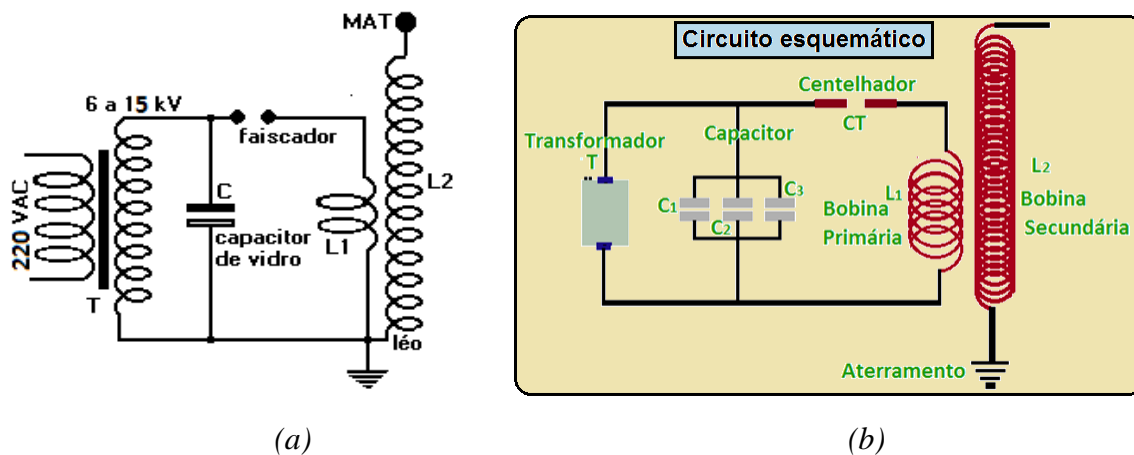 MAT
6 a 15 kV
faiscador
220 VAC
T
C
capacitor
de vidro
L1
L2
léo
(a)
Circuito esquemático
Centelhador
CT
Transformador
T
Capacitor
C1
C2
C3
L1
Bobina
Primária
L2
Bobina
Secundária
Aterramento
(b)